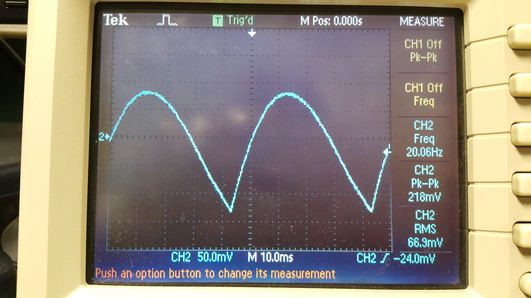 Tek T Trig'd M Pos: 0.000s MEASURE
CH1 Off
Pk-Pk
CH1 Off
Freq
CH2
Freq
20.06Hz
CH2
Pk-Pk
218mV
CH2
RMS
66.9mV
2
CH2 50.0mV M 10.0ms CH2 -24.0mV
Push an option button to change its measurement